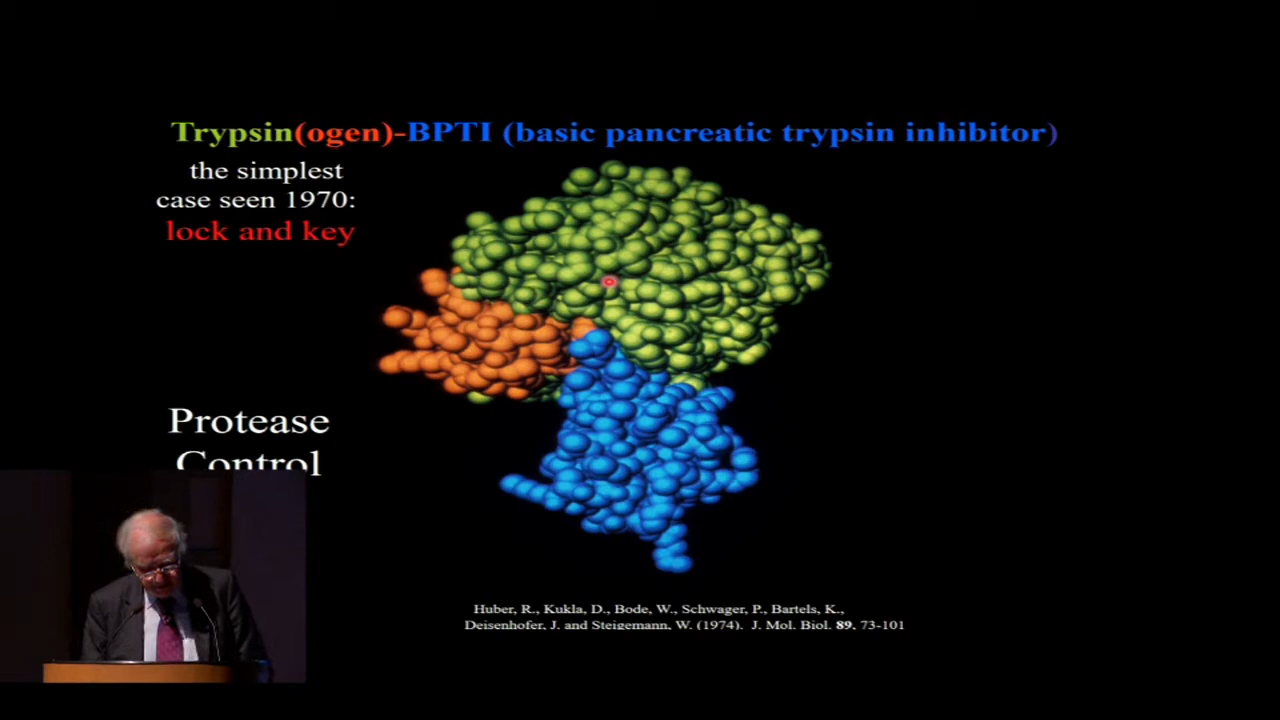 Trypsin(ogen)-BPTI (basic pancreatic trypsin inhibitor)
the simplest
case seen 1970:
lock and key
Protease
Control
Huber, R., Kukla, D., Bode, W., Schwager, P., Bartels, K.,
Deisenhofer, J. and Steigemann, W. (1974). J. Mol. Biol. 89, 73-101